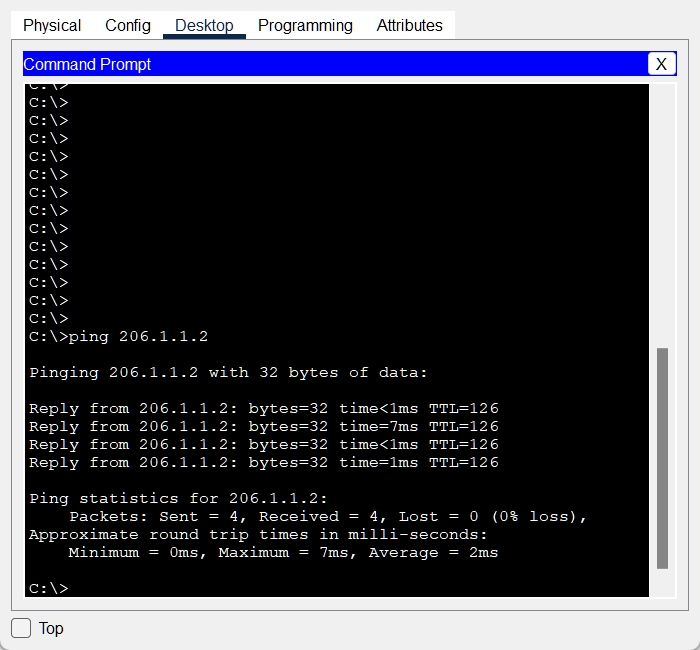 Physical Config Desktop Programming Attributes
Command Prompt X
C:\>
C:\>
C:\>
C:\>
C:\>
C:\>
C:\>
C:\>
C:\>
C:\>
C:\>
C:\>
C:\>
C:\>
C:\>ping 206.1.1.2
Pinging 206.1.1.2 with 32 bytes of data:
Reply from 206.1.1.2: bytes=32 time<1ms TTL=126
Reply from 206.1.1.2: bytes=32 time=7ms TTL=126
Reply from 206.1.1.2: bytes=32 time<1ms TTL=126
Reply from 206.1.1.2: bytes=32 time=1ms TTL=126
Ping statistics for 206.1.1.2:
Packets: Sent = 4, Received = 4, Lost = 0 (0% loss),
Approximate round trip times in milli-seconds:
Minimum = 0ms, Maximum = 7ms, Average = 2ms
C:\>
Top